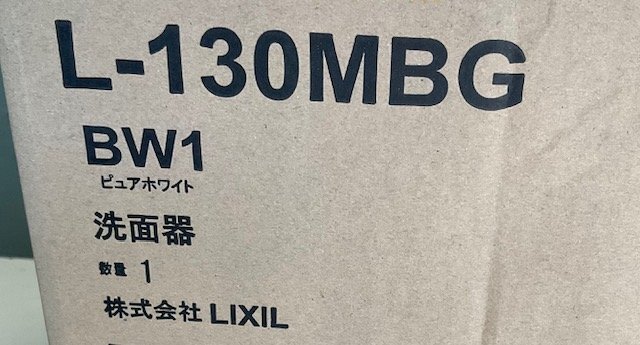 L-130MBG
BW1
ピュアホワイト
洗面器
数量 1
株式会社 LIXIL